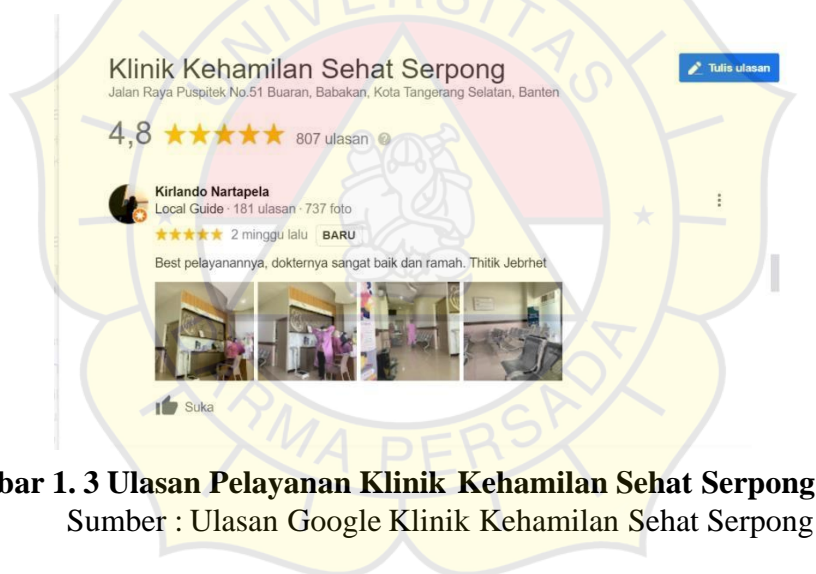 UNIVERSITAS
Klinik Kehamilan Sehat Serpong
Tulis ulasan
Jalan Raya Puspitek No.51 Buaran, Babakan, Kota Tangerang Selatan, Banten
4,8 807 ulasan
Kirlando Nartapela
Local Guide · 181 ulasan · 737 foto
2 minggu lalu BARU
Best pelayanannya, dokternya sangat baik dan ramah. Thitik Jebrhet
Suka
RMA PERSADA
bar 1. 3 Ulasan Pelayanan Klinik Kehamilan Sehat Serpong
Sumber : Ulasan Google Klinik Kehamilan Sehat Serpong